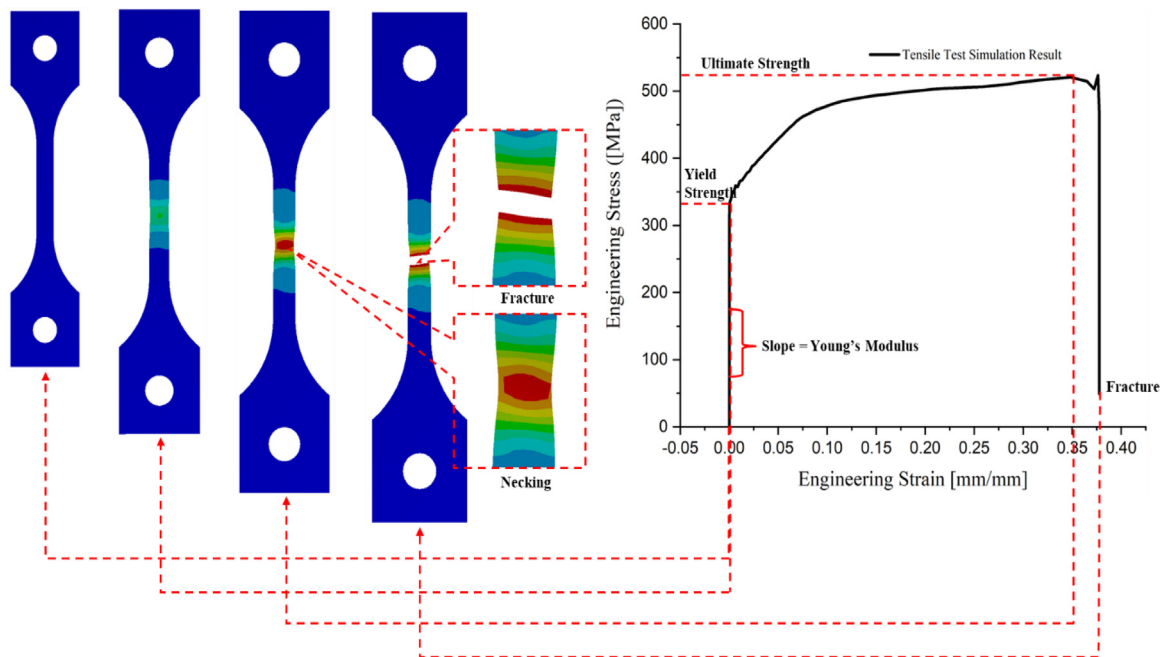 Fracture
Necking
600
500
400
300
200
100
0
Engineering Stress ([MPa])
Tensile Test Simulation Result
Ultimate Strength
Yield
Strength
Slope = Young's Modulus
Fracture
-0.05
0.00
0.05
0.10
0.15
0.20
0.25
0.30
0.35
0.40
Engineering Strain [mm/mm]